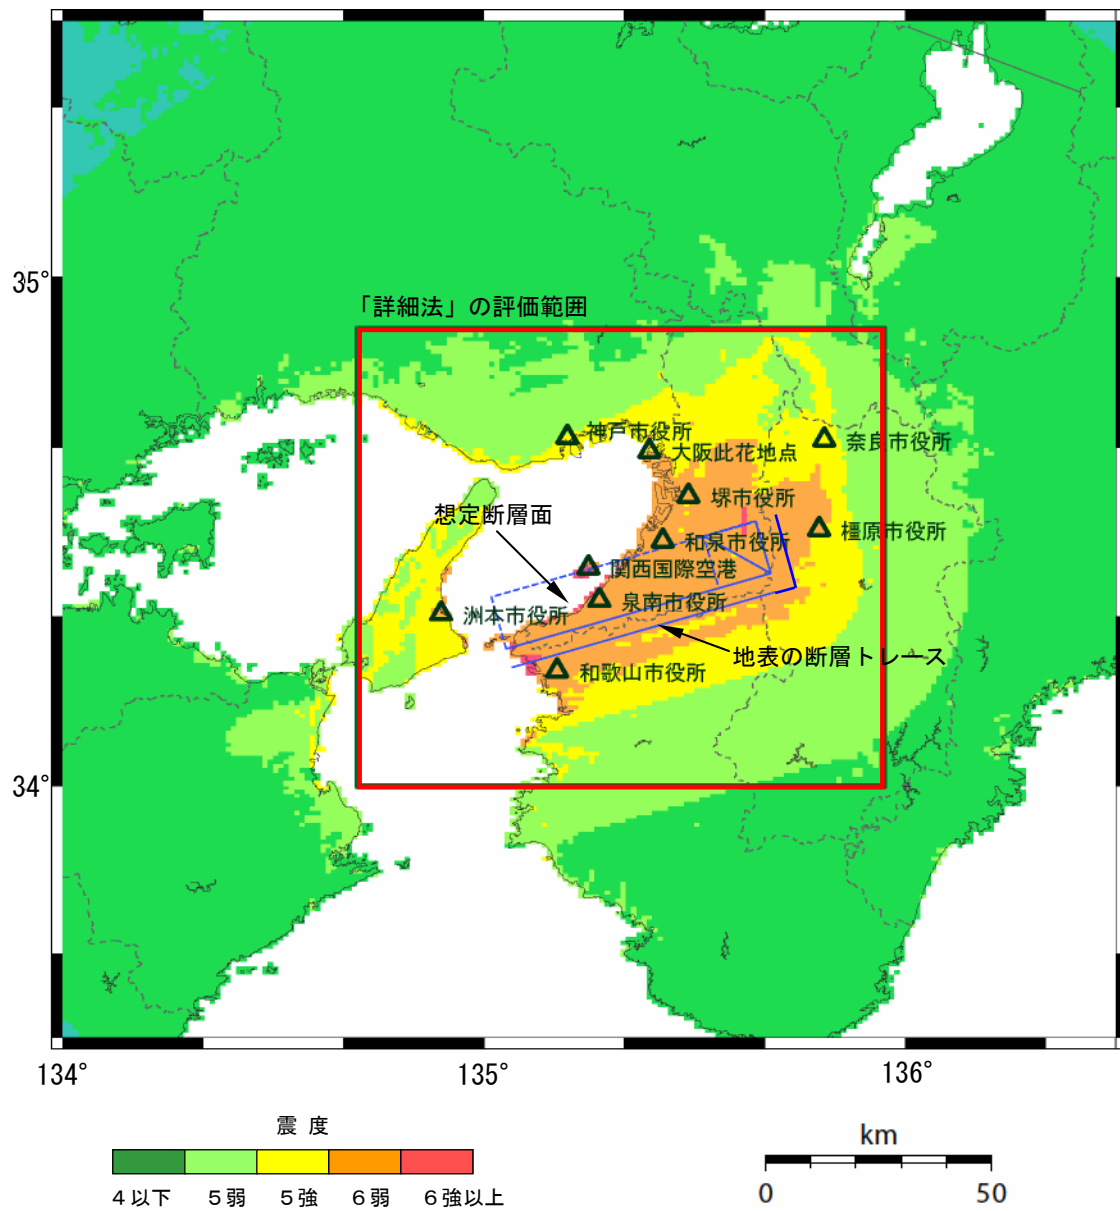 35°
「詳細法」の評価範囲
神戸市役所
大阪此花地点
奈良市役所
堺市役所
想定断層面
和泉市役所
橿原市役所
関西国際空港
泉南市役所
洲本市役所
地表の断層トレース
和歌山市役所
34°
134°
135°
136°
震度
4以下
5弱
5強
6弱
6強以上
km
0
50